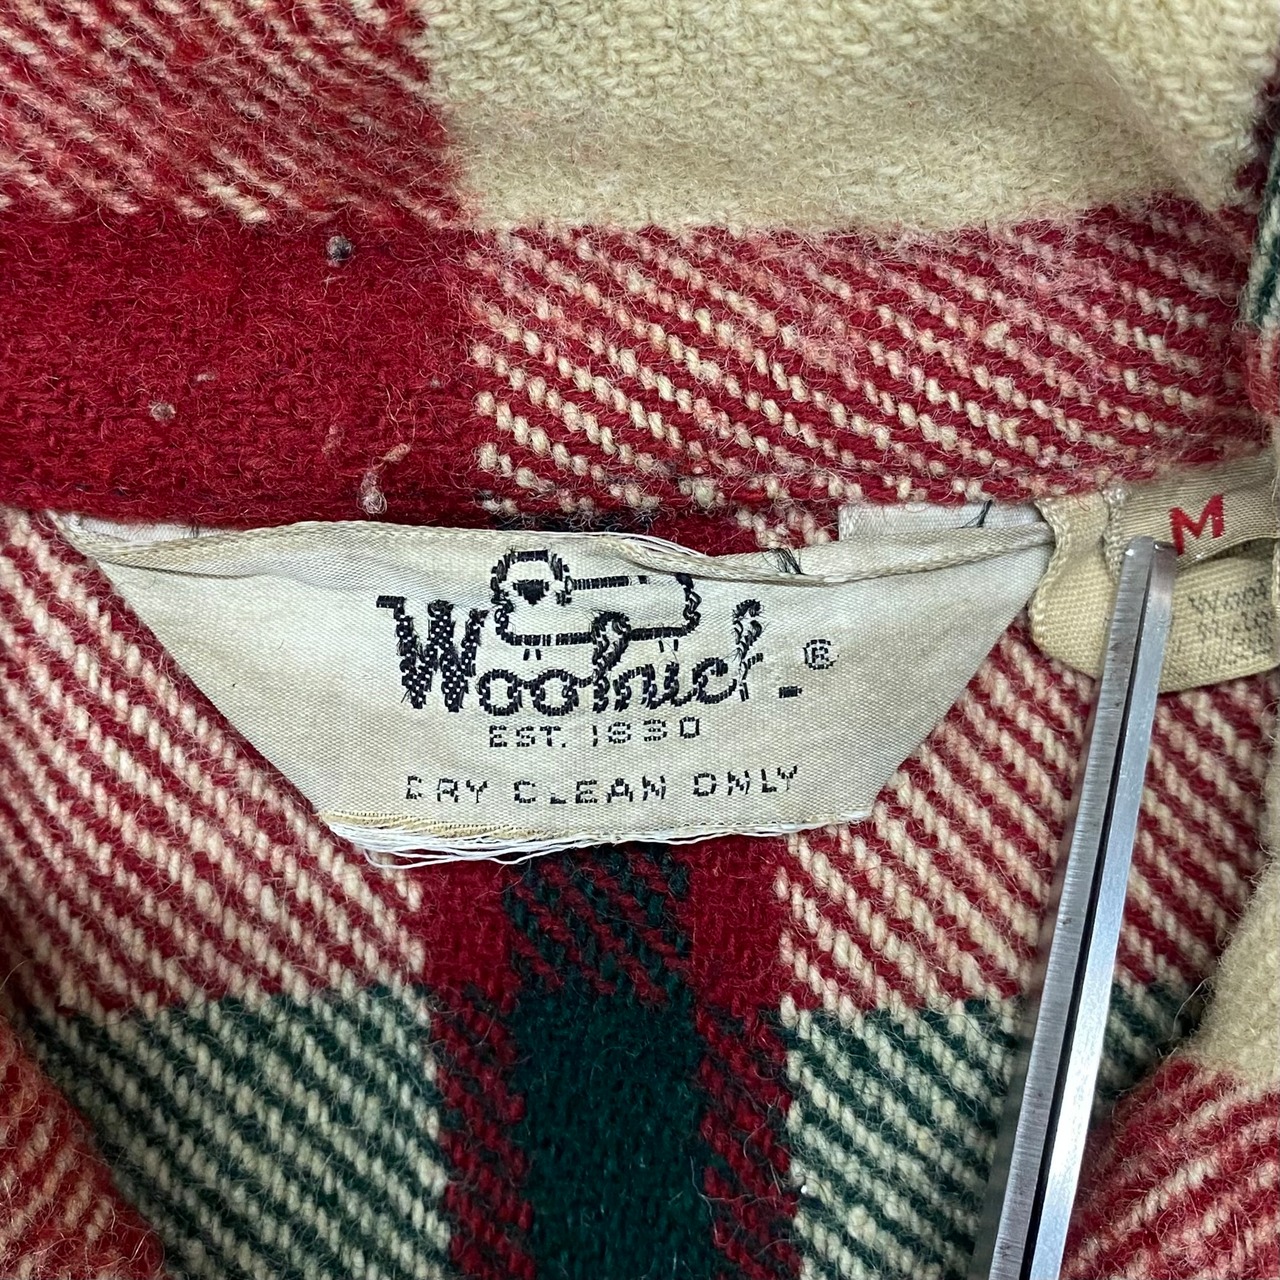 Woolrich ®
EST. 1830
DRY CLEAN ONLY
M